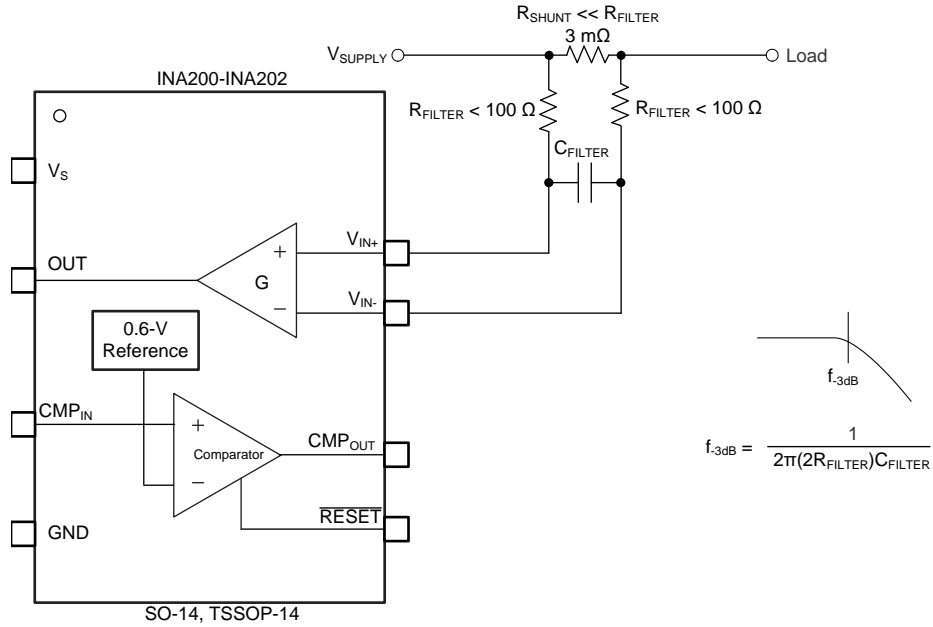 R_SHUNT << R_FILTER
3 mΩ
V_SUPPLY
Load
INA200-INA202
R_FILTER < 100 Ω
R_FILTER < 100 Ω
C_FILTER
V_S
V_IN+
OUT
+
G
−
V_IN-
0.6-V
Reference
f_-3dB
CMP_IN
+
Comparator
CMP_OUT
−
f_-3dB = 1 / 2π(2R_FILTER)C_FILTER
RESET
GND
SO-14, TSSOP-14